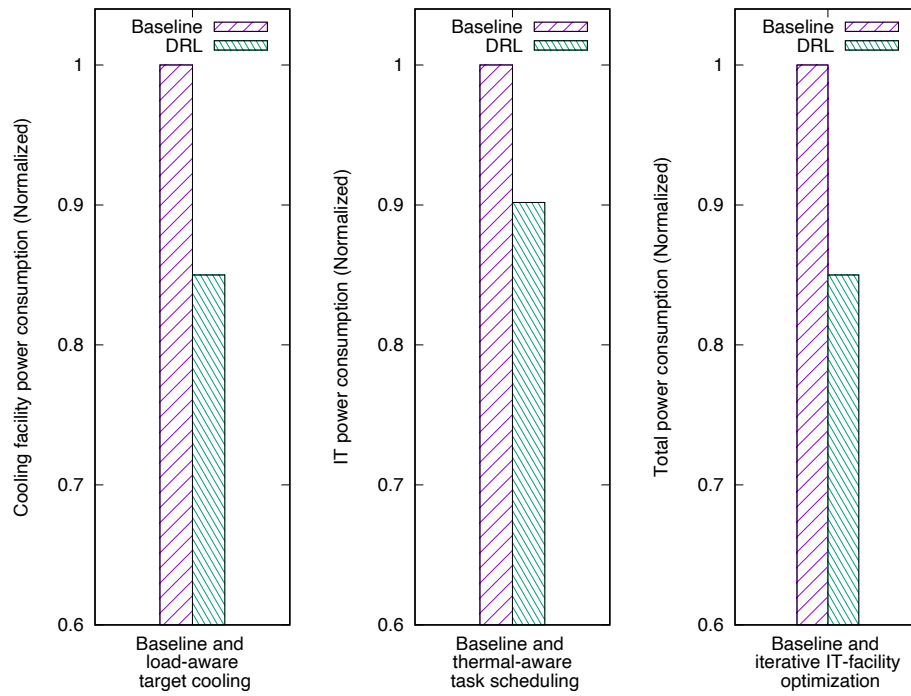 Cooling facility power consumption (Normalized)
1
0.9
0.8
0.7
0.6
Baseline
DRL
Baseline and
load-aware
target cooling
IT power consumption (Normalized)
1
0.9
0.8
0.7
0.6
Baseline
DRL
Baseline and
thermal-aware
task scheduling
Total power consumption (Normalized)
1
0.9
0.8
0.7
0.6
Baseline
DRL
Baseline and
iterative IT-facility
optimization